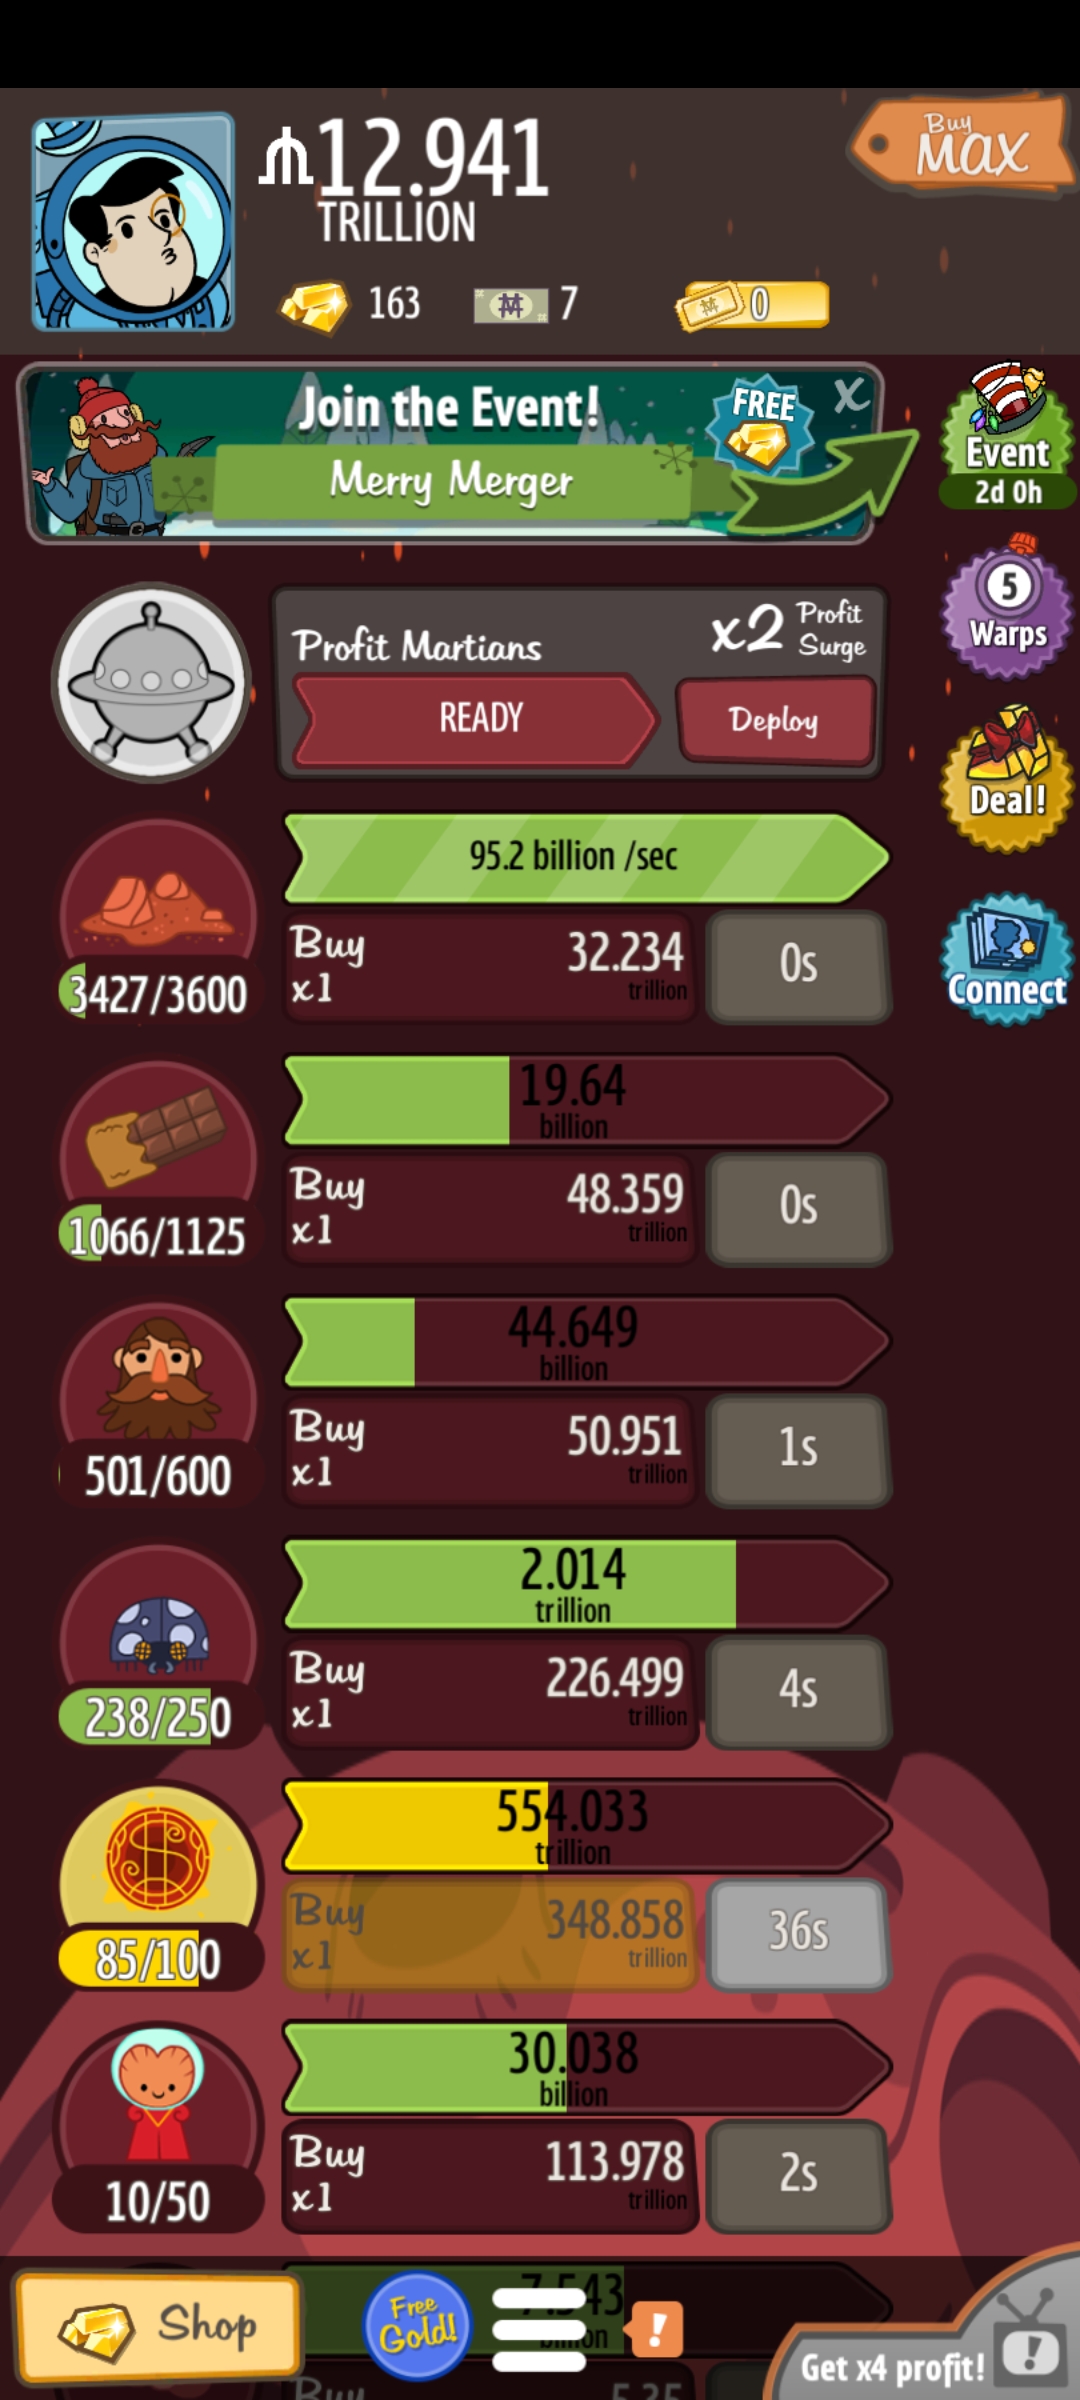 12.941
TRILLION
Buy
MAX
163
7
0
Join the Event!
FREE
X
Merry Merger
Event
2d 0h
5
Warps
Profit Martians
x2 Profit
Surge
READY
Deploy
Deal!
95.2 billion /sec
Buy
x1
32.234
trillion
0s
3427/3600
Connect
19.64
billion
Buy
x1
48.359
trillion
0s
1066/1125
44.649
billion
Buy
x1
50.951
trillion
1s
501/600
2.014
trillion
Buy
x1
226.499
trillion
4s
238/250
554.033
trillion
Buy
x1
348.858
trillion
36s
85/100
30.038
billion
Buy
x1
113.978
trillion
2s
10/50
7.543
Shop
Free
Gold!
!
Get x4 profit!
!
Buy